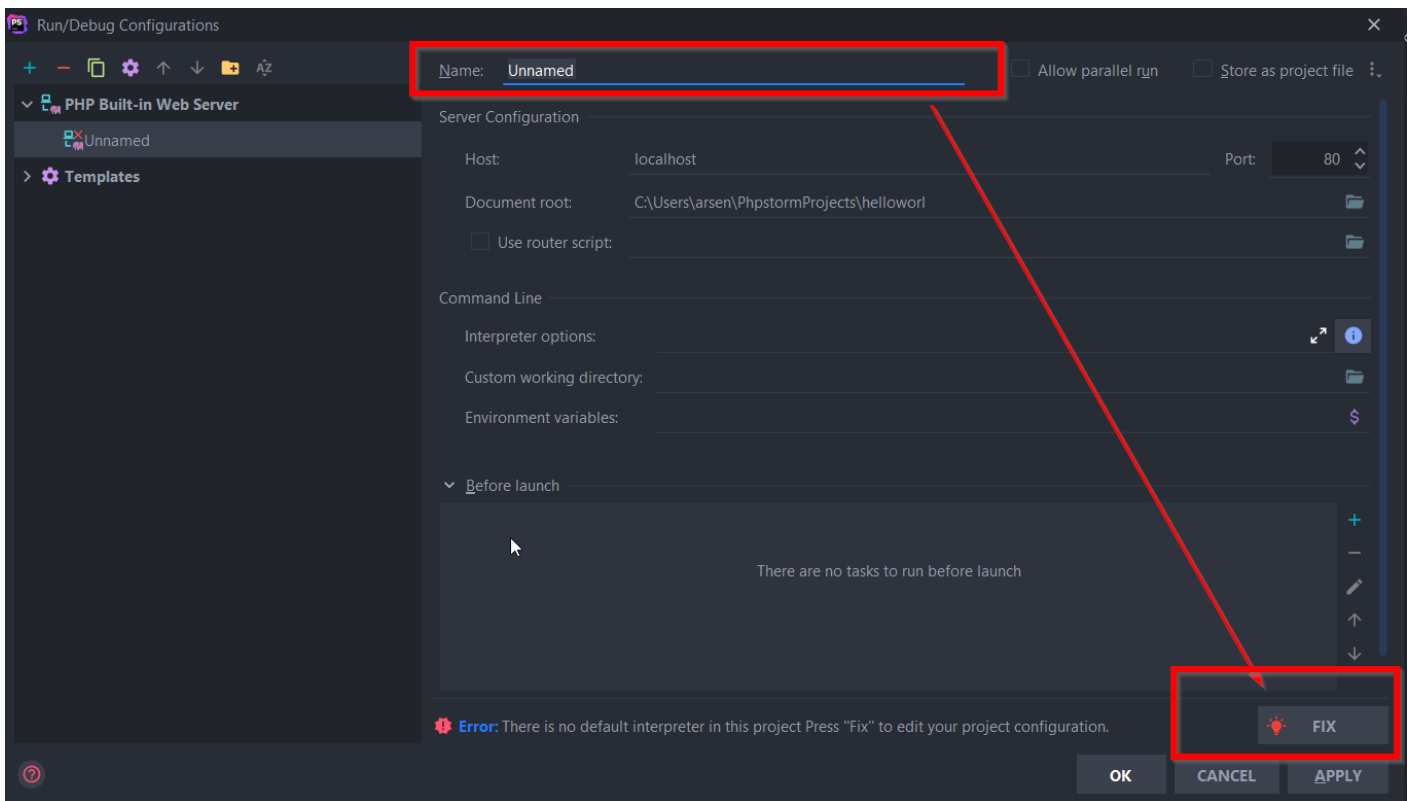 PS Run/Debug Configurations
Name: Unnamed
Allow parallel run
Store as project file
PHP Built-in Web Server
Unnamed
Templates
Server Configuration
Host: localhost Port: 80
Document root: C:\Users\arsen\PhpstormProjects\helloworl
Use router script:
Command Line
Interpreter options:
Custom working directory:
Environment variables:
$
Before launch
There are no tasks to run before launch
Error: There is no default interpreter in this project Press "Fix" to edit your project configuration.
FIX
OK CANCEL APPLY